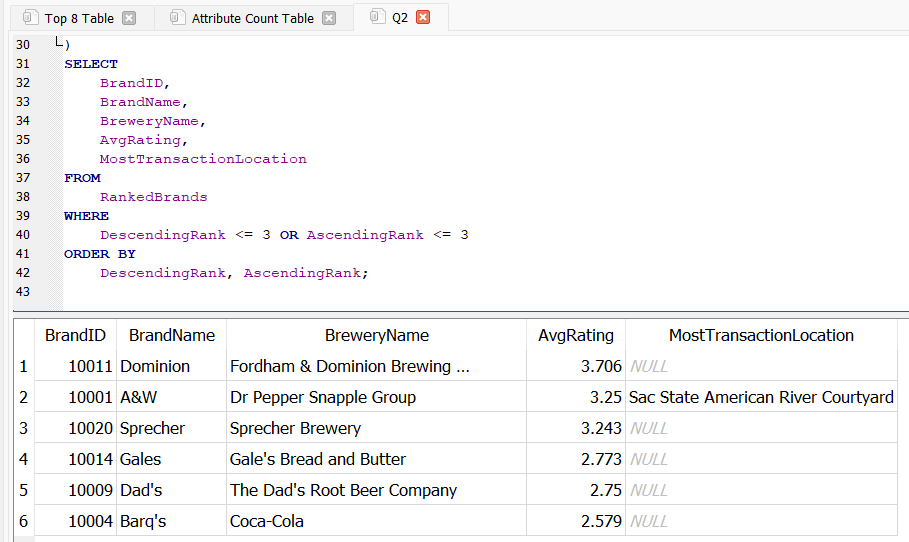 Top 8 Table Attribute Count Table Q2
30 )
31 SELECT
32 BrandID,
33 BrandName,
34 BreweryName,
35 AvgRating,
36 MostTransactionLocation
37 FROM
38 RankedBrands
39 WHERE
40 DescendingRank <= 3 OR AscendingRank <= 3
41 ORDER BY
42 DescendingRank, AscendingRank;
43
BrandID BrandName BreweryName AvgRating MostTransactionLocation
1 10011 Dominion Fordham & Dominion Brewing ... 3.706 NULL
2 10001 A&W Dr Pepper Snapple Group 3.25 Sac State American River Courtyard
3 10020 Sprecher Sprecher Brewery 3.243 NULL
4 10014 Gales Gale's Bread and Butter 2.773 NULL
5 10009 Dad's The Dad's Root Beer Company 2.75 NULL
6 10004 Barq's Coca-Cola 2.579 NULL